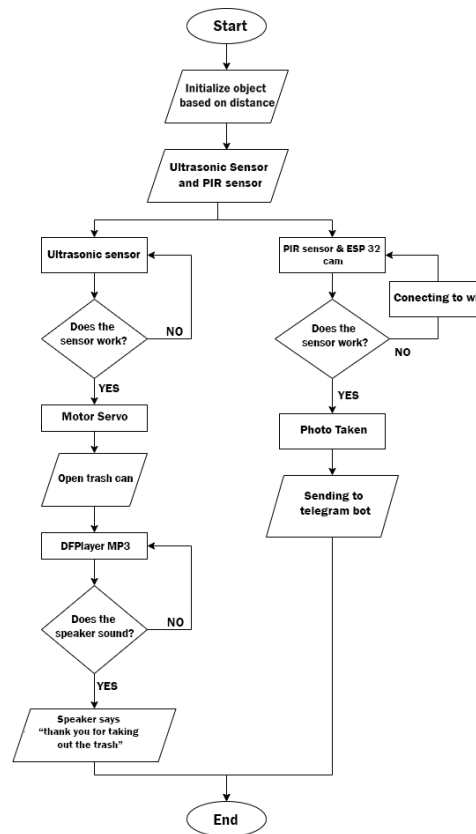 Start
Initialize object
based on distance
Ultrasonic Sensor
and PIR sensor
Ultrasonic sensor
Does the
sensor work?
NO
YES
Motor Servo
Open trash can
DFPlayer MP3
Does the
speaker sound?
NO
YES
Speaker says
“thank you for taking
out the trash”
PIR sensor & ESP 32
cam
Conecting to
Does the
sensor work?
NO
YES
Photo Taken
Sending to
telegram bot
End